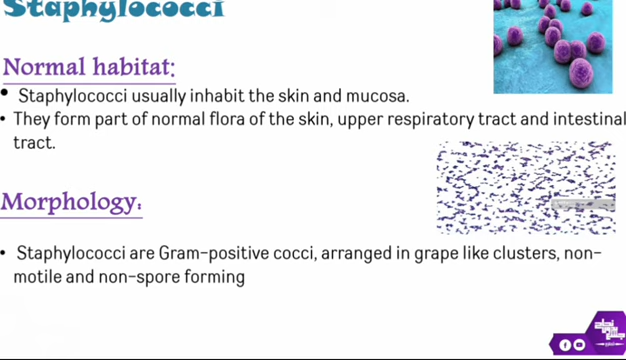 Staphylococci
Normal habitat:
• Staphylococci usually inhabit the skin and mucosa.
• They form part of normal flora of the skin, upper respiratory tract and intestinal
tract.
Morphology:
• Staphylococci are Gram-positive cocci, arranged in grape like clusters, non-
motile and non-spore forming